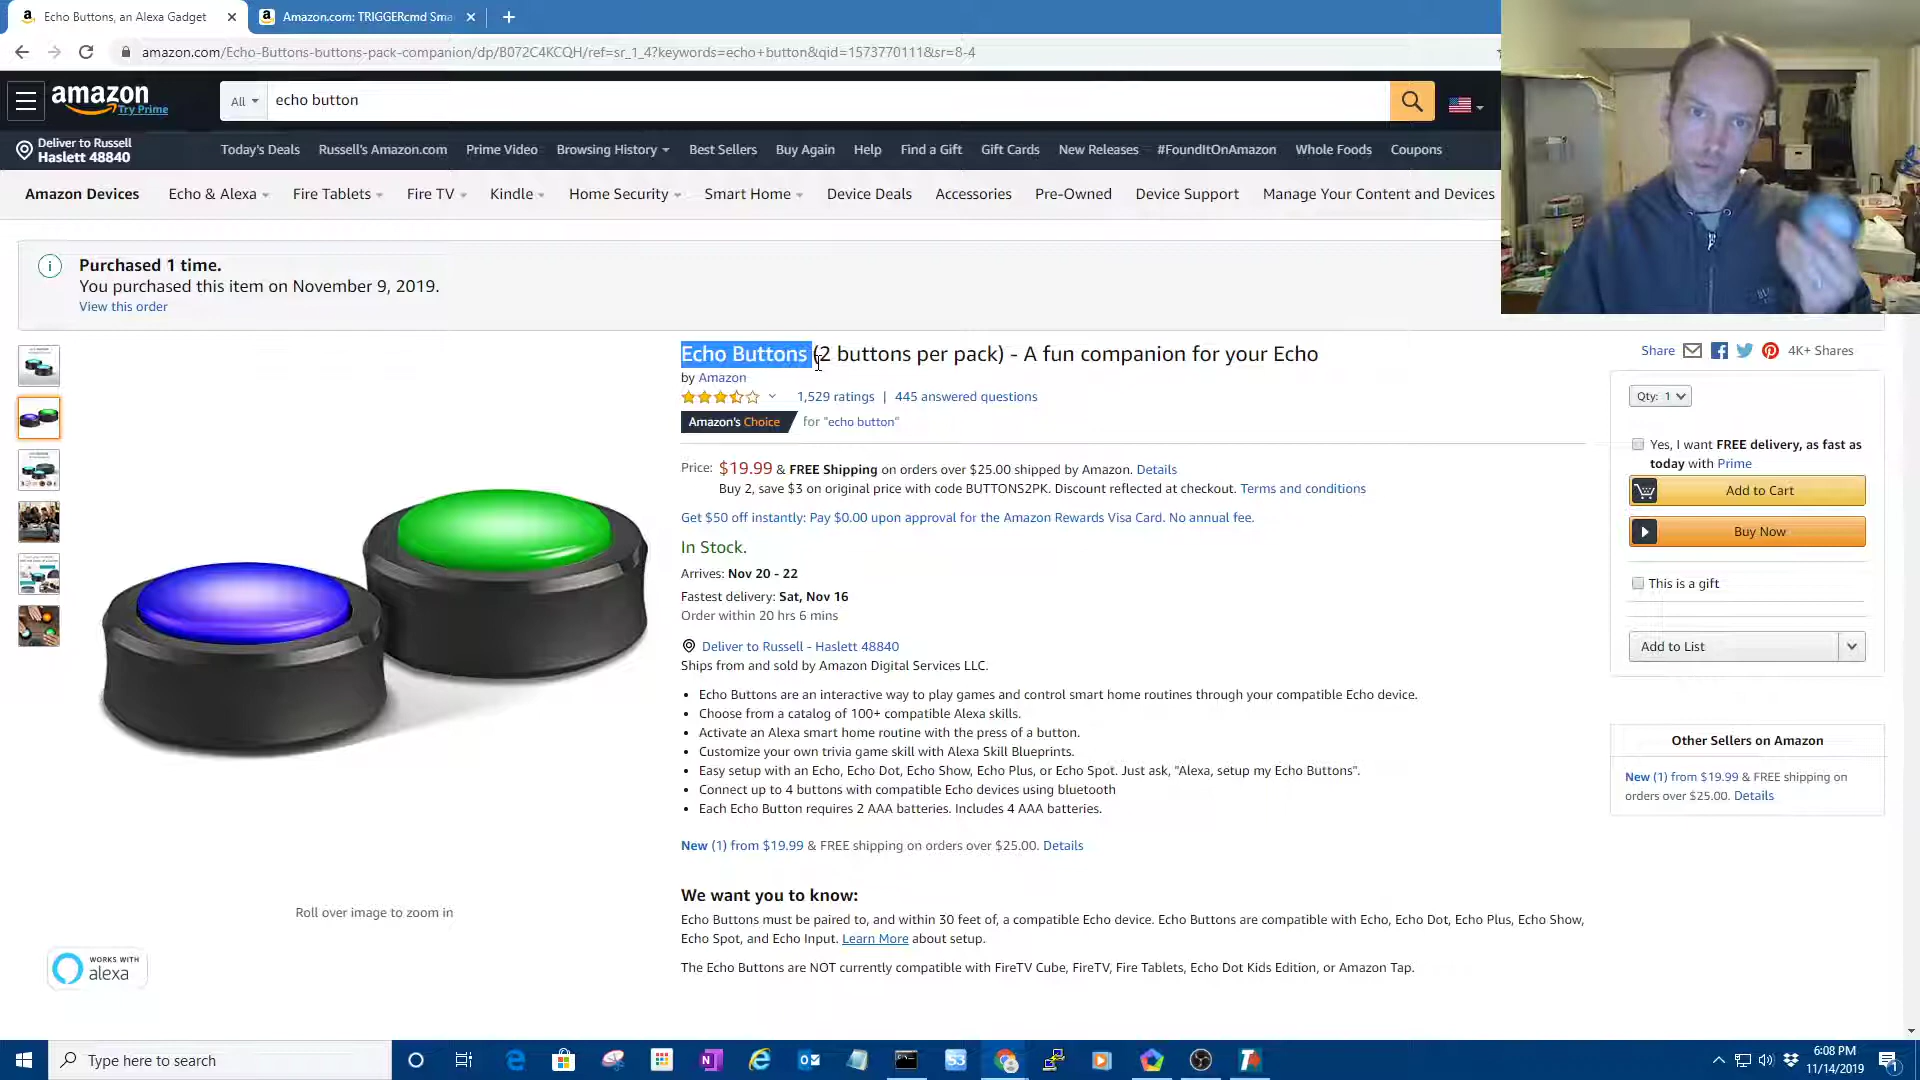 Echo Buttons, an Alexa Gadget
Amazon.com: TRIGGERcmd Sma
amazon.com/Echo-Buttons-buttons-pack-companion/dp/B072C4KCQH/ref=sr_1_4?keywords=echo+button&qid=1573770111&sr=8-4
amazon
Try Prime
All
echo button
Deliver to Russell
Haslett 48840
Today's Deals
Russell's Amazon.com
Prime Video
Browsing History
Best Sellers
Buy Again
Help
Find a Gift
Gift Cards
New Releases
#FoundItOnAmazon
Whole Foods
Coupons
Amazon Devices
Echo & Alexa
Fire Tablets
Fire TV
Kindle
Home Security
Smart Home
Device Deals
Accessories
Pre-Owned
Device Support
Manage Your Content and Devices
Purchased 1 time.
You purchased this item on November 9, 2019.
View this order
Echo Buttons (2 buttons per pack) - A fun companion for your Echo
by Amazon
1,529 ratings | 445 answered questions
Amazon's Choice for "echo button"
Price: $19.99 & FREE Shipping on orders over $25.00 shipped by Amazon. Details
Buy 2, save $3 on original price with code BUTTONS2PK. Discount reflected at checkout. Terms and conditions
Get $50 off instantly: Pay $0.00 upon approval for the Amazon Rewards Visa Card. No annual fee.
In Stock.
Arrives: Nov 20 - 22
Fastest delivery: Sat, Nov 16
Order within 20 hrs 6 mins
Deliver to Russell - Haslett 48840
Ships from and sold by Amazon Digital Services LLC.
Echo Buttons are an interactive way to play games and control smart home routines through your compatible Echo device.
Choose from a catalog of 100+ compatible Alexa skills.
Activate an Alexa smart home routine with the press of a button.
Customize your own trivia game skill with Alexa Skill Blueprints.
Easy setup with an Echo, Echo Dot, Echo Show, Echo Plus, or Echo Spot. Just ask, "Alexa, setup my Echo Buttons".
Connect up to 4 buttons with compatible Echo devices using bluetooth
Each Echo Button requires 2 AAA batteries. Includes 4 AAA batteries.
New (1) from $19.99 & FREE shipping on orders over $25.00. Details
We want you to know:
Echo Buttons must be paired to, and within 30 feet of, a compatible Echo device. Echo Buttons are compatible with Echo, Echo Dot, Echo Plus, Echo Show,
Echo Spot, and Echo Input. Learn More about setup.
The Echo Buttons are NOT currently compatible with FireTV Cube, FireTV, Fire Tablets, Echo Dot Kids Edition, or Amazon Tap.
Roll over image to zoom in
WORKS WITH
alexa
Share
4K+ Shares
Qty: 1
Yes, I want FREE delivery, as fast as
today with Prime
Add to Cart
Buy Now
This is a gift
Add to List
Other Sellers on Amazon
New (1) from $19.99 & FREE shipping on
orders over $25.00. Details
Type here to search
S3
6:08 PM
11/14/2019
1